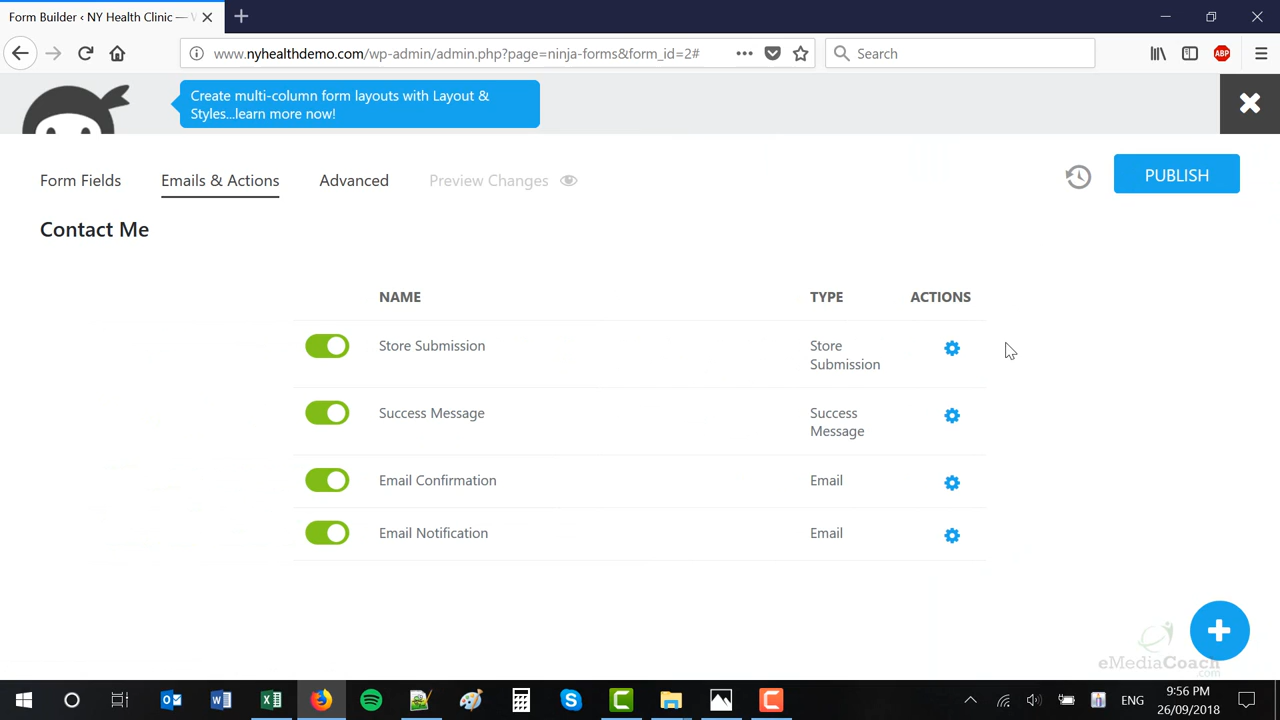 Form Builder ‹ NY Health Clinic —
www.nyhealthdemo.com/wp-admin/admin.php?page=ninja-forms&form_id=2#
Search
ABP
Create multi-column form layouts with Layout &
Styles...learn more now!
Form Fields
Emails & Actions
Advanced
Preview Changes
PUBLISH
Contact Me
NAME
TYPE
ACTIONS
Store Submission
Store
Submission
Success Message
Success
Message
Email Confirmation
Email
Email Notification
Email
eMediaCoach
.com
ENG
9:56 PM
26/09/2018